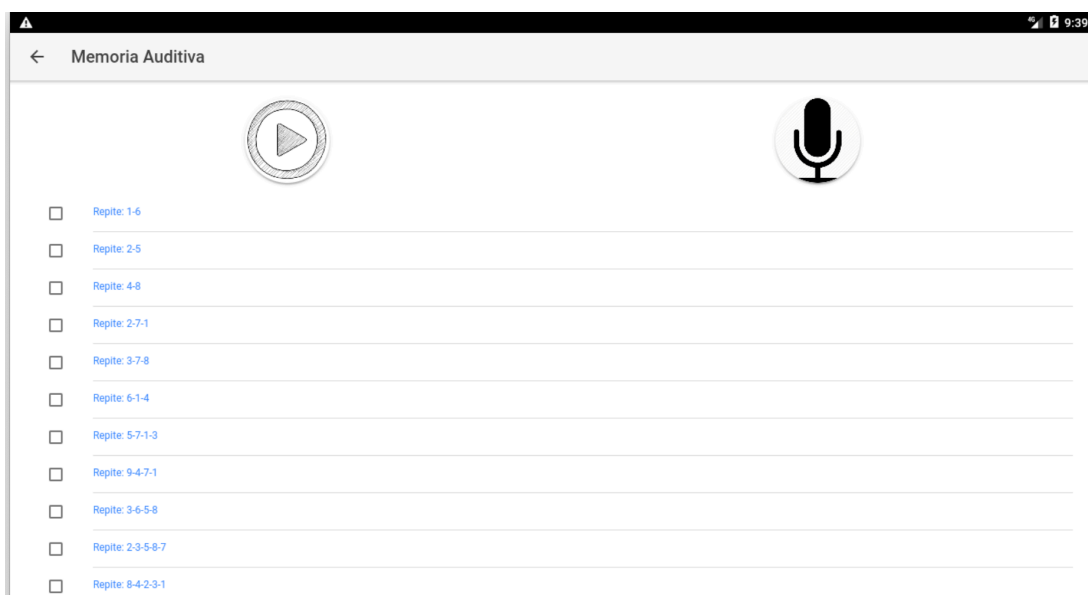 4G 9:39
Memoria Auditiva
Repite: 1-6
Repite: 2-5
Repite: 4-8
Repite: 2-7-1
Repite: 3-7-8
Repite: 6-1-4
Repite: 5-7-1-3
Repite: 9-4-7-1
Repite: 3-6-5-8
Repite: 2-3-5-8-7
Repite: 8-4-2-3-1